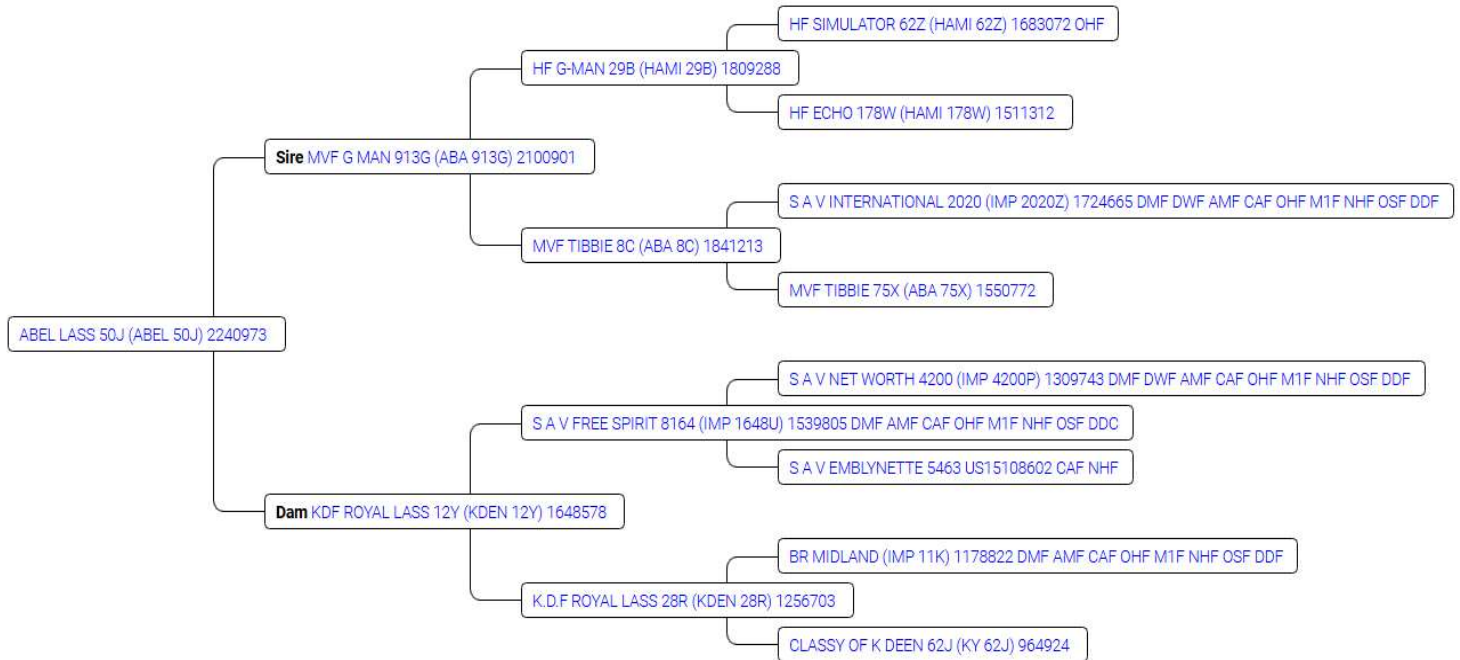 HF SIMULATOR 62Z (HAMI 62Z) 1683072 OHF
HF G-MAN 29B (HAMI 29B) 1809288
HF ECHO 178W (HAMI 178W) 1511312
Sire MVF G MAN 913G (ABA 913G) 2100901
S A V INTERNATIONAL 2020 (IMP 2020Z) 1724665 DMF DWF AMF CAF OHF M1F NHF OSF DDF
MVF TIBBIE 8C (ABA 8C) 1841213
MVF TIBBIE 75X (ABA 75X) 1550772
ABEL LASS 50J (ABEL 50J) 2240973
S A V NET WORTH 4200 (IMP 4200P) 1309743 DMF DWF AMF CAF OHF M1F NHF OSF DDF
S A V FREE SPIRIT 8164 (IMP 1648U) 1539805 DMF AMF CAF OHF M1F NHF OSF DDC
S A V EMBLYNETTE 5463 US15108602 CAF NHF
Dam KDF ROYAL LASS 12Y (KDEN 12Y) 1648578
BR MIDLAND (IMP 11K) 1178822 DMF AMF CAF OHF M1F NHF OSF DDF
K.D.F ROYAL LASS 28R (KDEN 28R) 1256703
CLASSY OF K DEEN 62J (KY 62J) 964924